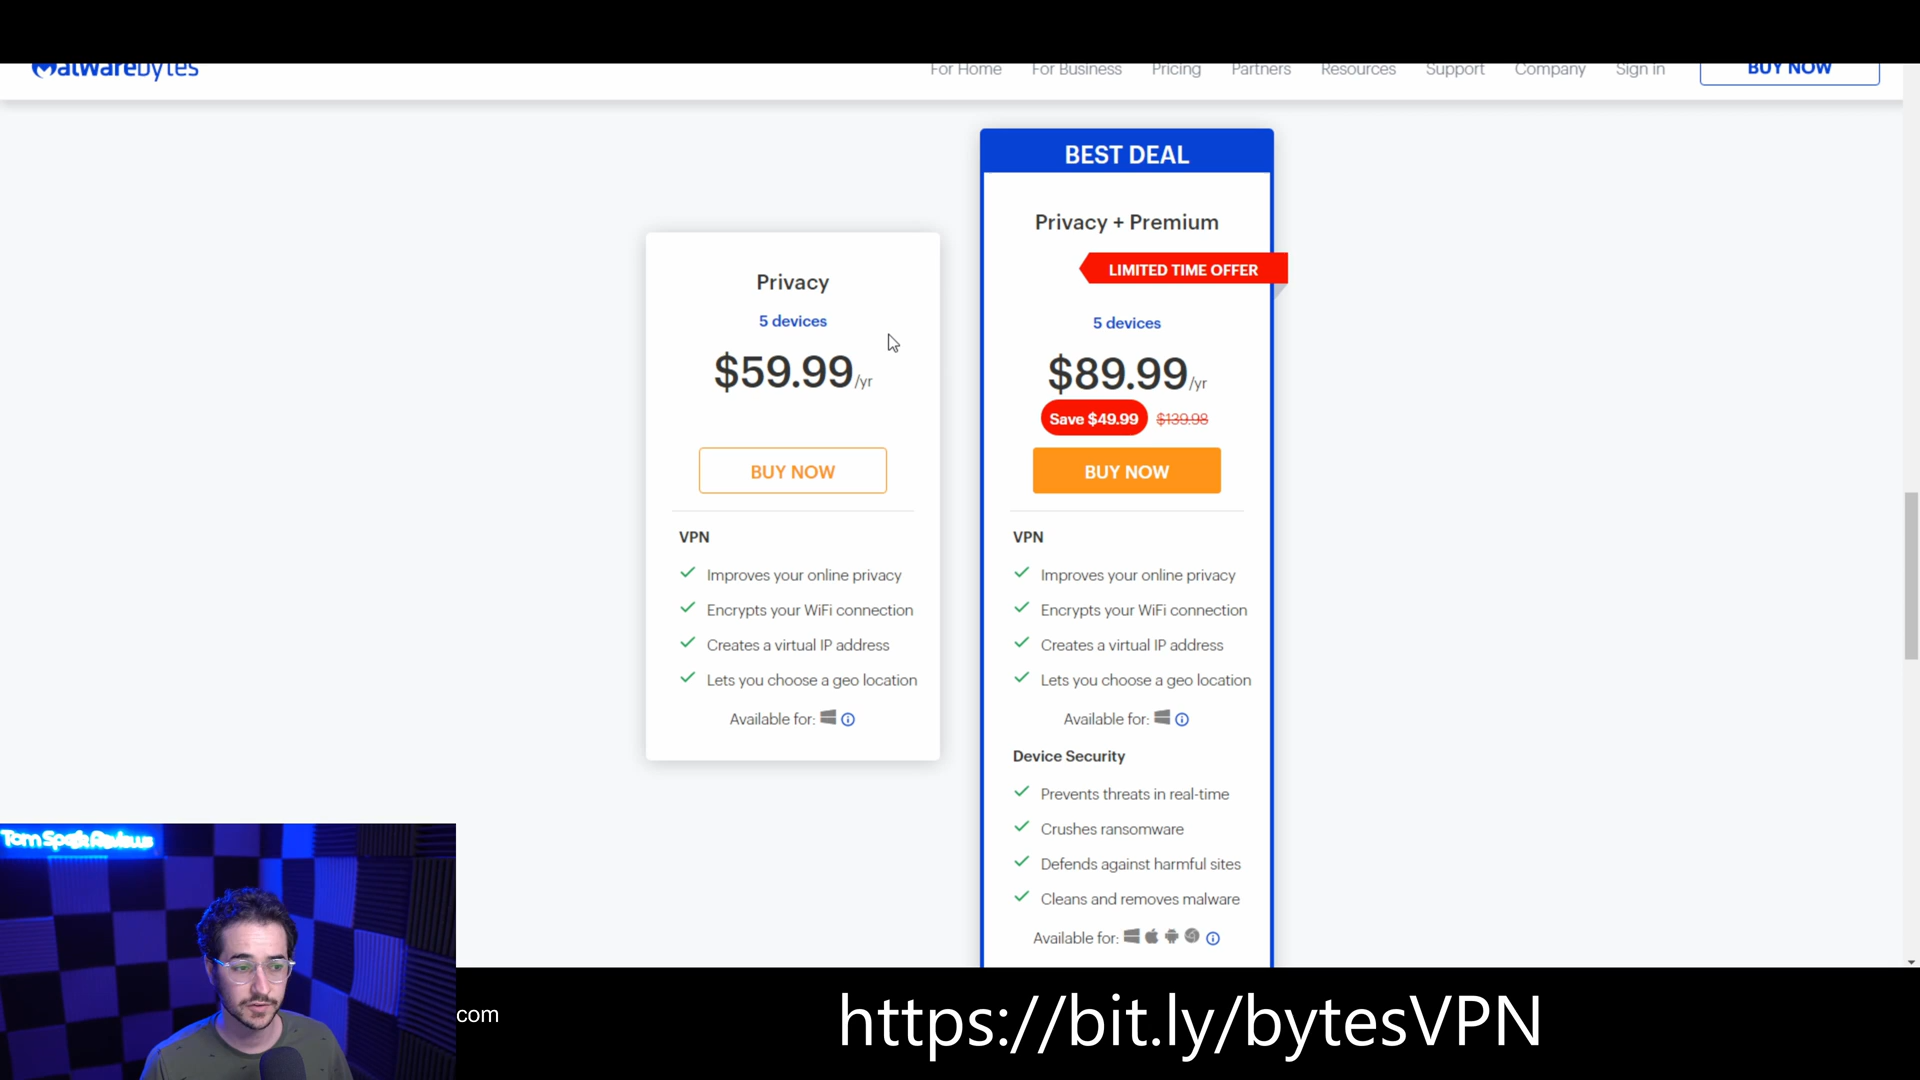 Malwarebytes
For Home For Business Pricing Partners Resources Support Company Sign in BUY NOW
BEST DEAL
Privacy + Premium
LIMITED TIME OFFER
5 devices
$89.99/yr
Save $49.99 $139.98
BUY NOW
VPN
Improves your online privacy
Encrypts your WiFi connection
Creates a virtual IP address
Lets you choose a geo location
Available for:
Device Security
Prevents threats in real-time
Crushes ransomware
Defends against harmful sites
Cleans and removes malware
Available for:
Privacy
5 devices
$59.99/yr
BUY NOW
VPN
Improves your online privacy
Encrypts your WiFi connection
Creates a virtual IP address
Lets you choose a geo location
Available for:
Tom Spark Reviews
com
https://bit.ly/bytesVPN